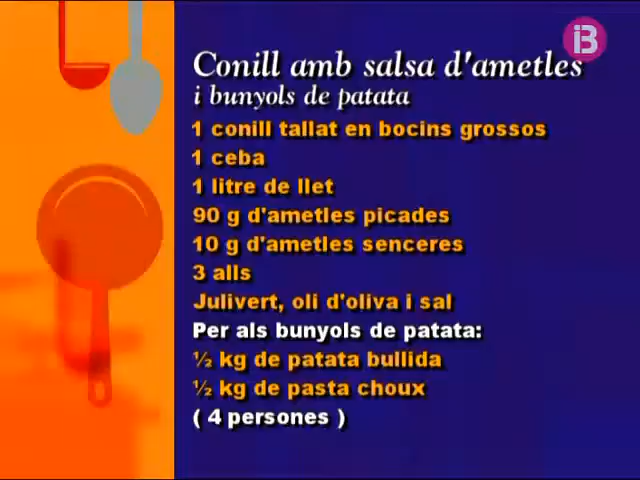 iB3
Conill amb salsa d'ametles
i bunyols de patata
1 conill tallat en bocins grossos
1 ceba
1 litre de llet
90 g d'ametles picades
10 g d'ametles senceres
3 alls
Julivert, oli d'oliva i sal
Per als bunyols de patata:
½ kg de patata bullida
½ kg de pasta choux
( 4 persones )